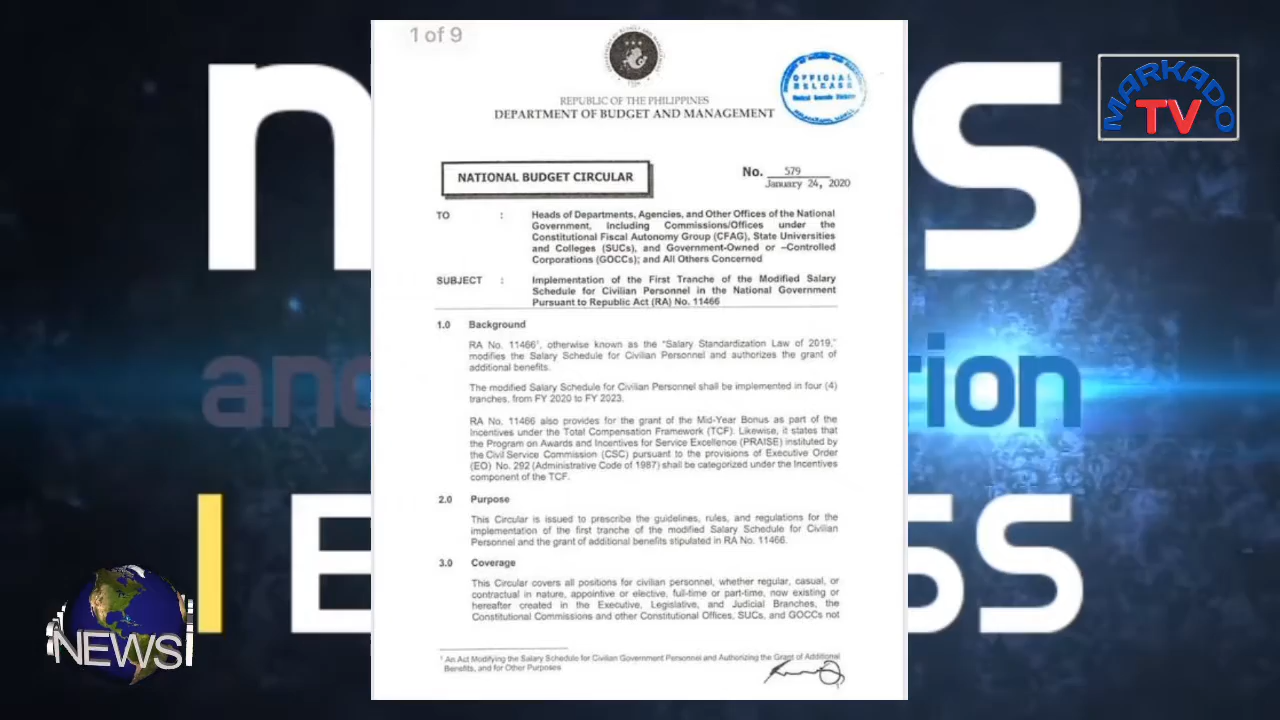 1 of 9
OFFICIAL
RELEASE
REPUBLIC OF THE PHILIPPINES
DEPARTMENT OF BUDGET AND MANAGEMENT
MARKADO
TV
NATIONAL BUDGET CIRCULAR
No. 579
January 24, 2020
TO : Heads of Departments, Agencies, and Other Offices of the National
Government, Including Commissions/Offices under the
Constitutional Fiscal Autonomy Group (CFAG), State Universities
and Colleges (SUCs), and Government-Owned or –Controlled
Corporations (GOCCs); and All Others Concerned
SUBJECT : Implementation of the First Tranche of the Modified Salary
Schedule for Civilian Personnel in the National Government
Pursuant to Republic Act (RA) No. 11466
1.0 Background
RA No. 11466¹, otherwise known as the “Salary Standardization Law of 2019,”
modifies the Salary Schedule for Civilian Personnel and authorizes the grant of
additional benefits.
The modified Salary Schedule for Civilian Personnel shall be implemented in four (4)
tranches, from FY 2020 to FY 2023.
RA No. 11466 also provides for the grant of the Mid-Year Bonus as part of the
Incentives under the Total Compensation Framework (TCF). Likewise, it states that
the Program on Awards and Incentives for Service Excellence (PRAISE) instituted by
the Civil Service Commission (CSC) pursuant to the provisions of Executive Order
(EO) No. 292 (Administrative Code of 1987) shall be categorized under the Incentives
component of the TCF.
2.0 Purpose
This Circular is issued to prescribe the guidelines, rules, and regulations for the
implementation of the first tranche of the modified Salary Schedule for Civilian
Personnel and the grant of additional benefits stipulated in RA No. 11466.
3.0 Coverage
This Circular covers all positions for civilian personnel, whether regular, casual, or
contractual in nature, appointive or elective, full-time or part-time, now existing or
hereafter created in the Executive, Legislative, and Judicial Branches, the
Constitutional Commissions and other Constitutional Offices, SUCs, and GOCCs not
¹ An Act Modifying the Salary Schedule for Civilian Government Personnel and Authorizing the Grant of Additional
Benefits, and for Other Purposes
NEWS